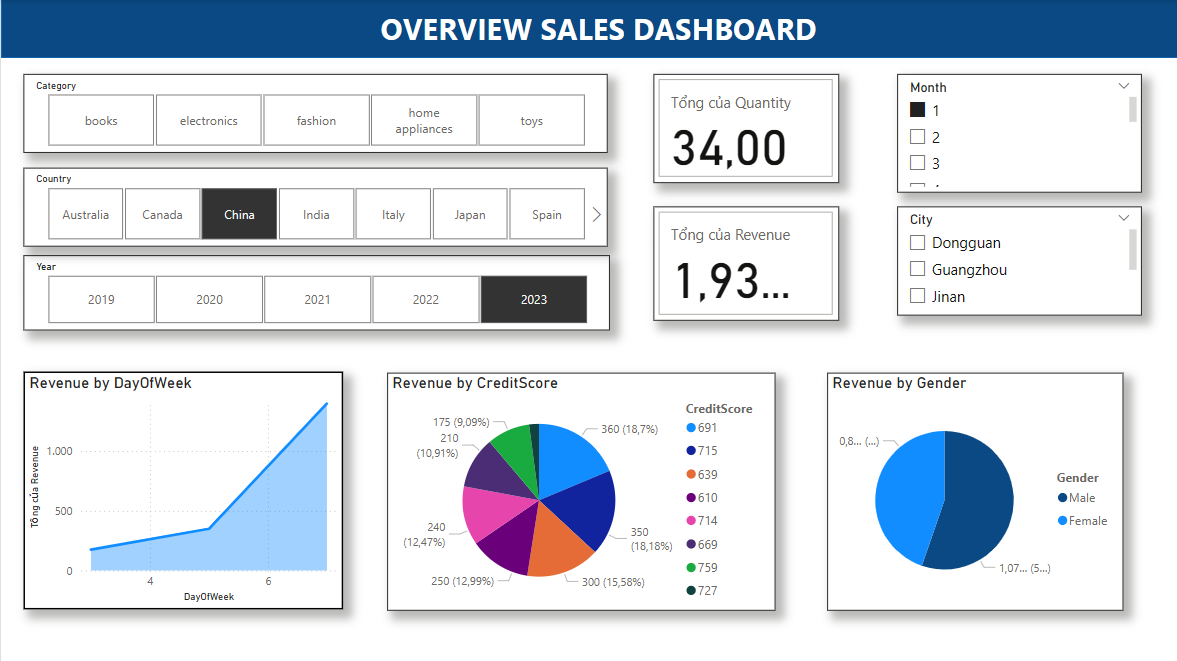 OVERVIEW SALES DASHBOARD
Category
books
electronics
fashion
home
appliances
toys
Country
Australia
Canada
China
India
Italy
Japan
Spain
Year
2019
2020
2021
2022
2023
Tổng của Quantity
34,00
Tổng của Revenue
1,93...
Month
1
2
3
City
Dongguan
Guangzhou
Jinan
Revenue by DayOfWeek
Tổng của Revenue
1.000
500
0
4
6
DayOfWeek
Revenue by CreditScore
175 (9,09%)
210
(10,91%)
240
(12,47%)
250 (12,99%)
360 (18,7%)
350
(18,18%)
300 (15,58%)
CreditScore
691
715
639
610
714
669
759
727
Revenue by Gender
0,8... (...)
1,07... (5...)
Gender
Male
Female